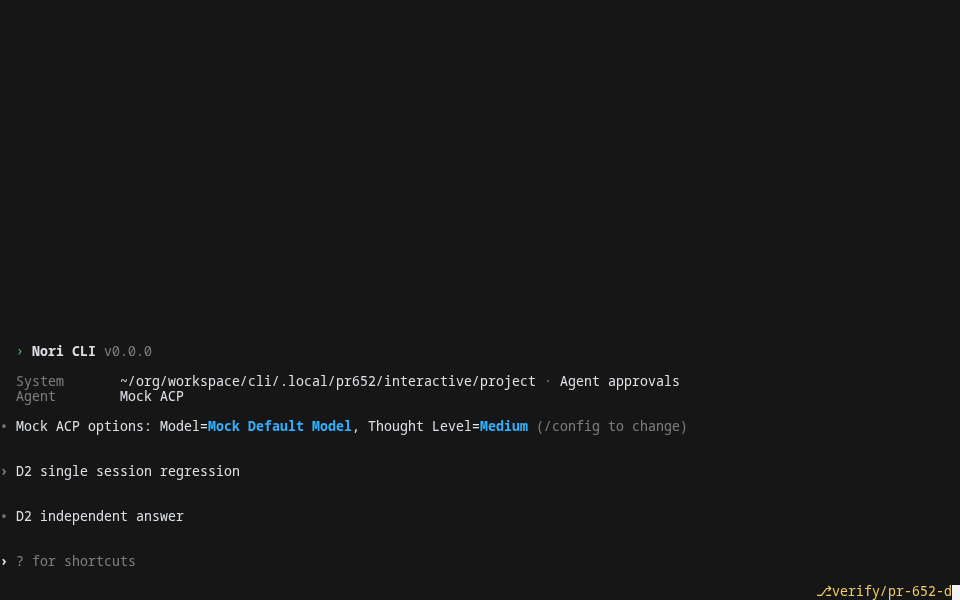 › Nori CLI v0.0.0
System ~/org/workspace/cli/.local/pr652/interactive/project · Agent approvals
Agent Mock ACP
• Mock ACP options: Model=Mock Default Model, Thought Level=Medium (/config to change)
› D2 single session regression
• D2 independent answer
› ? for shortcuts
⎇verify/pr-652-d